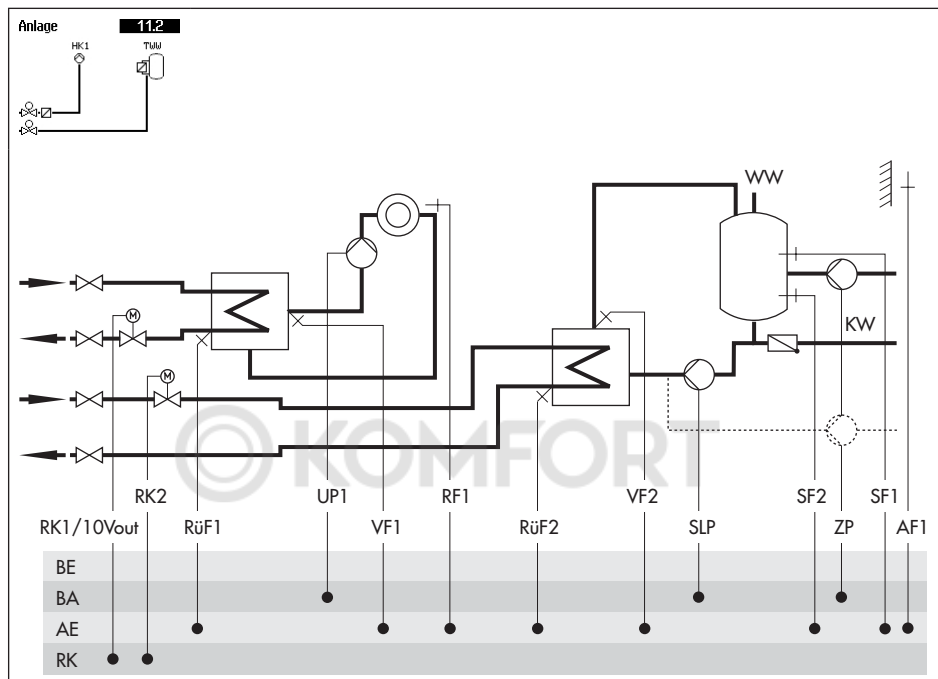 Anlage 11.2
HK1 TWW
WW
M
KW
M
KOMFORT
RK2 UP1 RF1 VF2 SF2 SF1
RK1/10Vout RüF1 VF1 RüF2 SLP ZP AF1
BE
BA
AE
RK